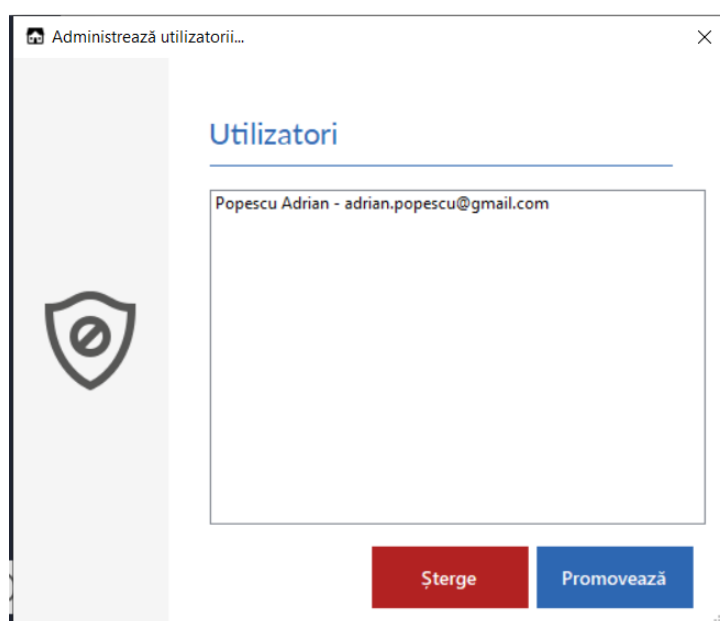 Administrează utilizatorii...
Utilizatori
Popescu Adrian - adrian.popescu@gmail.com
Șterge
Promovează